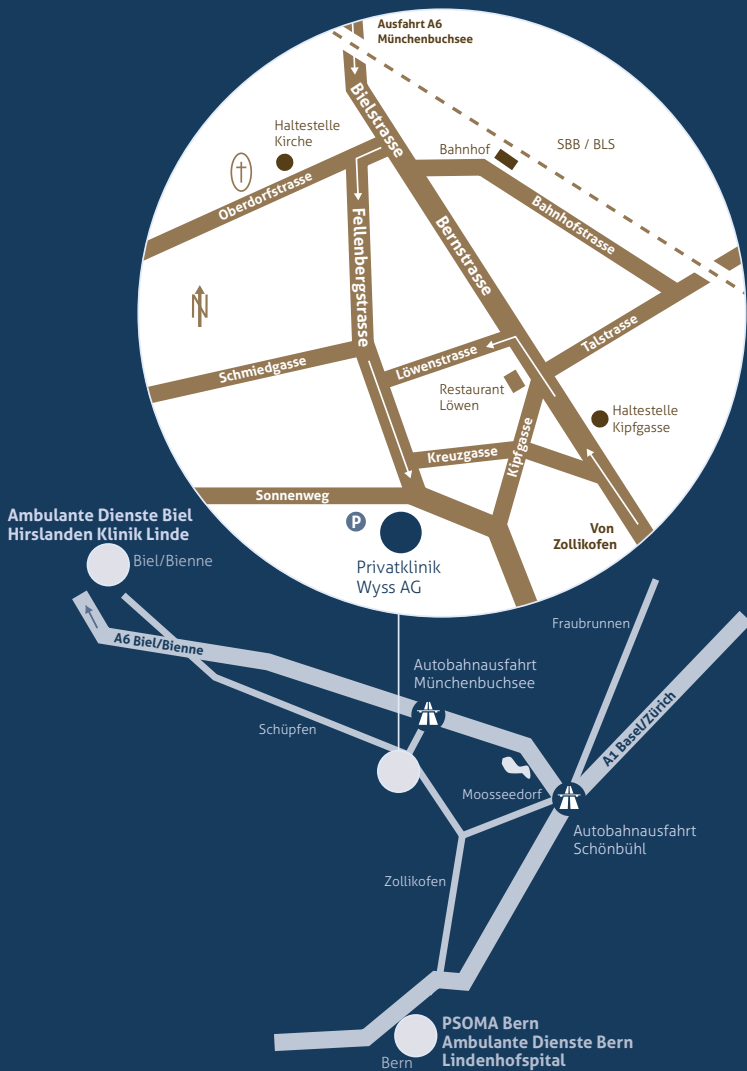 Ausfahrt A6
Münchenbuchsee
Bielstrasse
Haltestelle
Kirche
Bahnhof
SBB / BLS
Oberdorfstrasse
Bahnhofstrasse
Fellenbergstrasse
Bernstrasse
N
Talstrasse
Schmiedgasse
Löwenstrasse
Restaurant
Löwen
Haltestelle
Kipfgasse
Kreuzgasse
Kipfgasse
Sonnenweg
P
Von
Zollikofen
Privatklinik
Wyss AG
Ambulante Dienste Biel
Hirslanden Klinik Linde
Biel/Bienne
A6 Biel/Bienne
Fraubrunnen
Autobahnausfahrt
Münchenbuchsee
A1 Basel/Zürich
Schüpfen
Moosseedorf
Autobahnausfahrt
Schönbühl
Zollikofen
PSOMA Bern
Ambulante Dienste Bern
Lindenhofspital
Bern